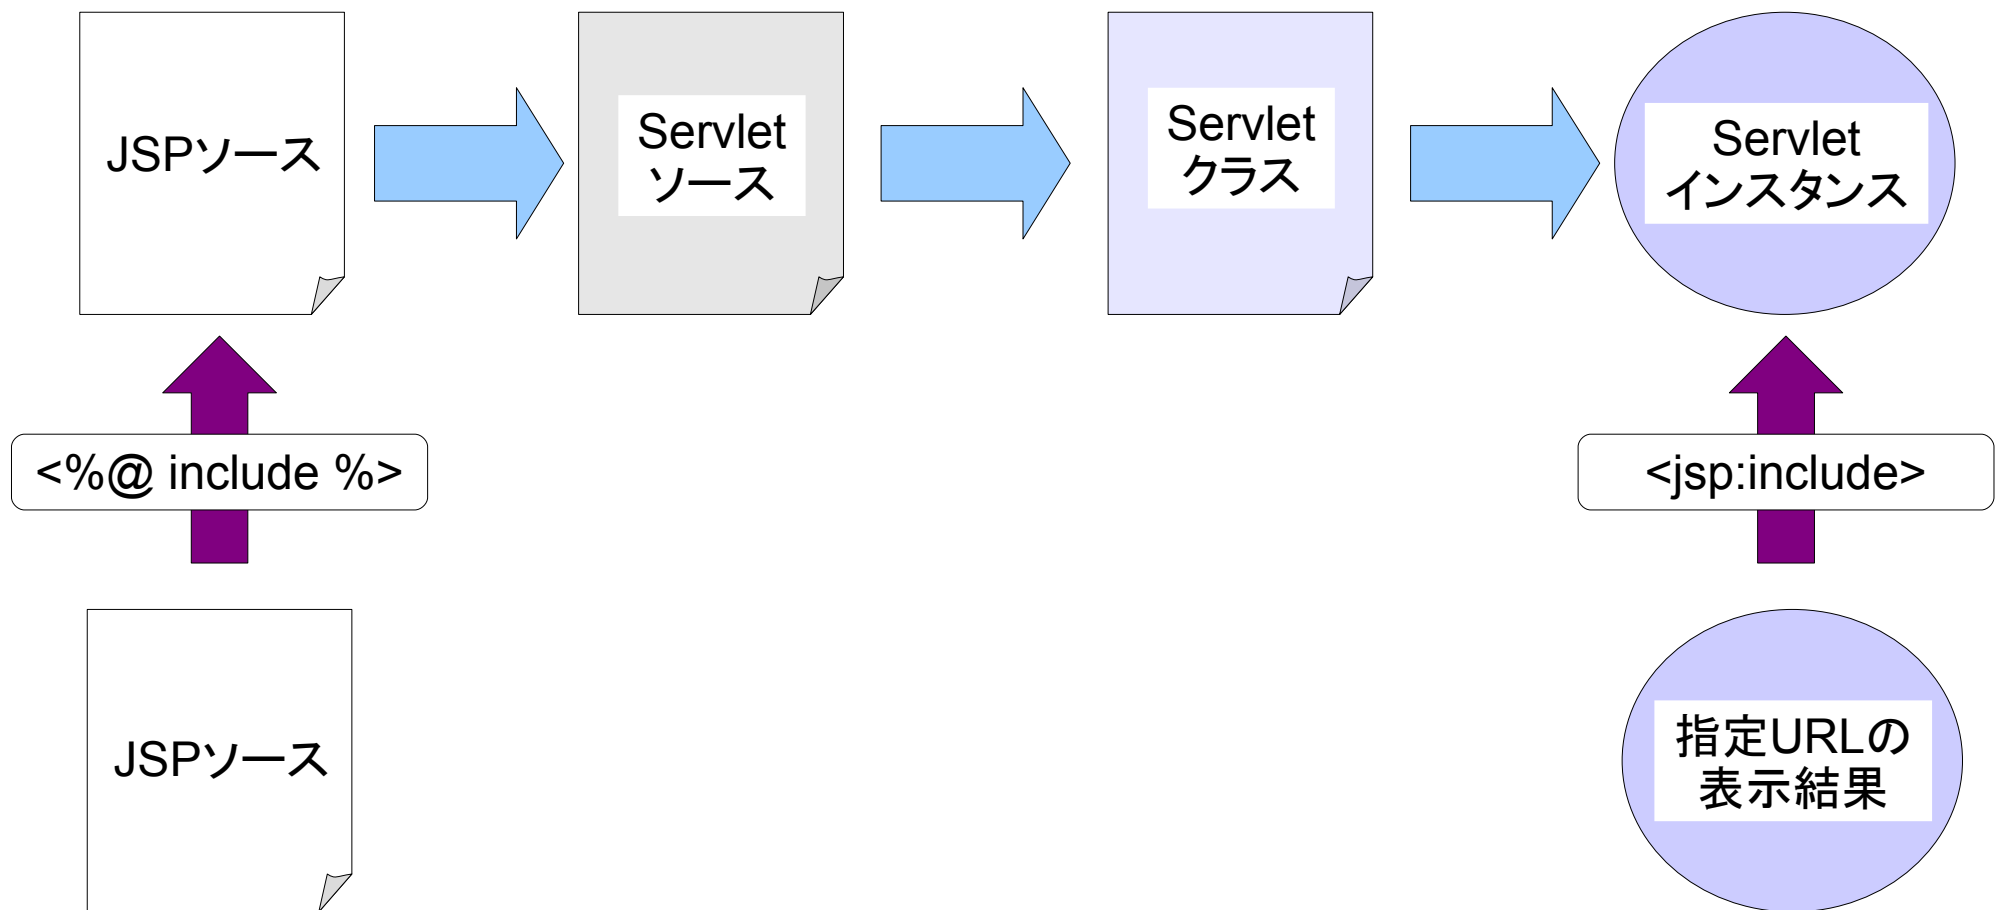 JSPソース
Servlet
ソース
Servlet
クラス
Servlet
インスタンス
<%@ include %>
<jsp:include>
JSPソース
指定URLの
表示結果